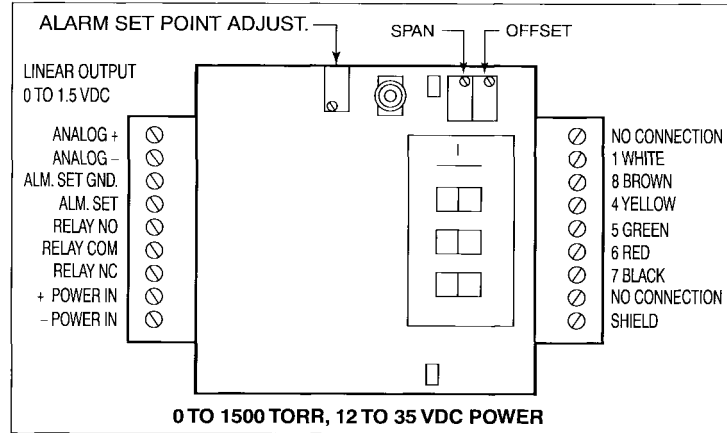 ALARM SET POINT ADJUST.
SPAN
OFFSET
LINEAR OUTPUT
0 TO 1.5 VDC
ANALOG +
ANALOG –
ALM. SET GND.
ALM. SET
RELAY NO
RELAY COM
RELAY NC
+ POWER IN
– POWER IN
NO CONNECTION
1 WHITE
8 BROWN
4 YELLOW
5 GREEN
6 RED
7 BLACK
NO CONNECTION
SHIELD
0 TO 1500 TORR, 12 TO 35 VDC POWER